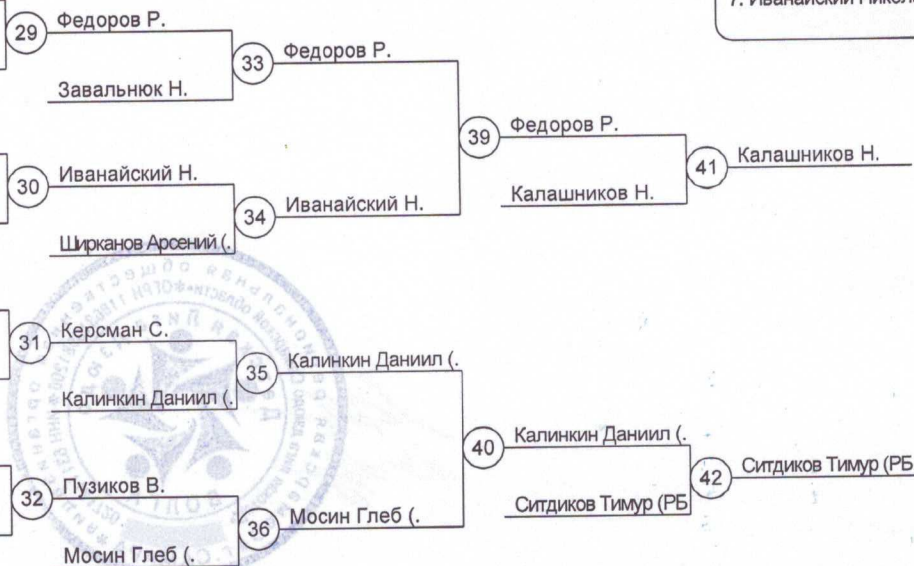 7. Иванайский
29 Федоров Р.
33 Федоров Р.
Завальнюк Н.
39 Федоров Р.
30 Иванайский Н.
41 Калашников Н.
Калашников Н.
34 Иванайский Н.
Ширканов Арсений (.
31 Керсман С.
35 Калинкин Даниил (.
Калинкин Даниил (.
40 Калинкин Даниил (.
32 Пузиков В.
42 Ситдиков Тимур (РБ
Ситдиков Тимур (РБ
36 Мосин Глеб (.
Мосин Глеб (.